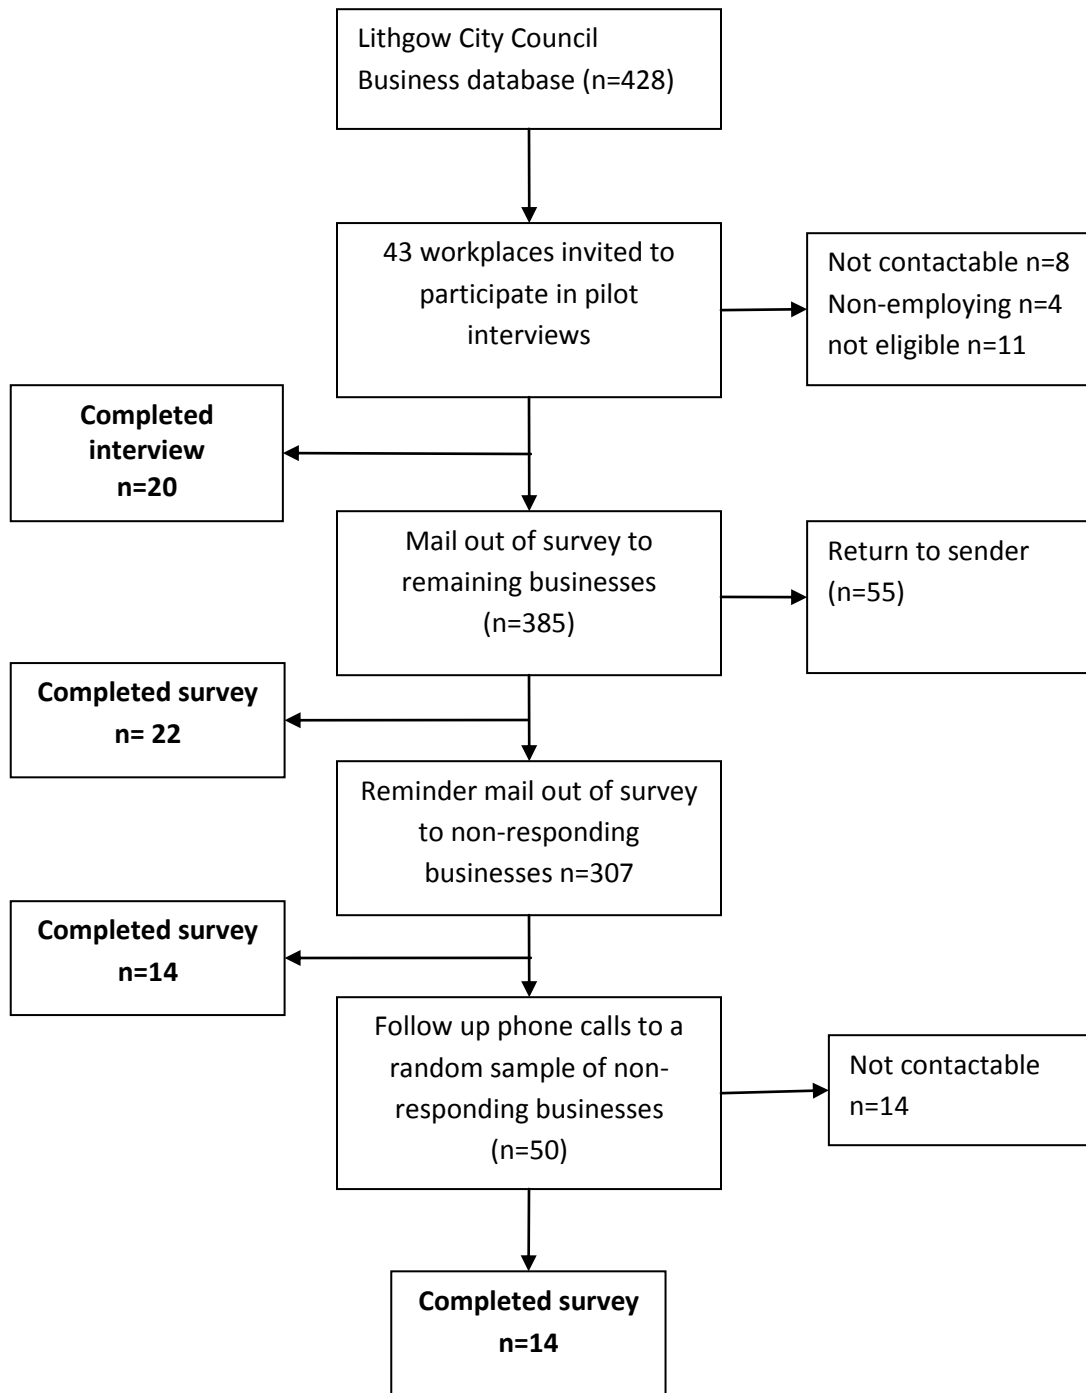 Lithgow City Council
Business database (n=428)
43 workplaces invited to
participate in pilot
interviews
Not contactable n=8
Non-employing n=4
not eligible n=11
Completed
interview
n=20
Mail out of survey to
remaining businesses
(n=385)
Return to sender
(n=55)
Completed survey
n= 22
Reminder mail out of survey
to non-responding
businesses n=307
Completed survey
n=14
Follow up phone calls to a
random sample of non-
responding businesses
(n=50)
Not contactable
n=14
Completed survey
n=14